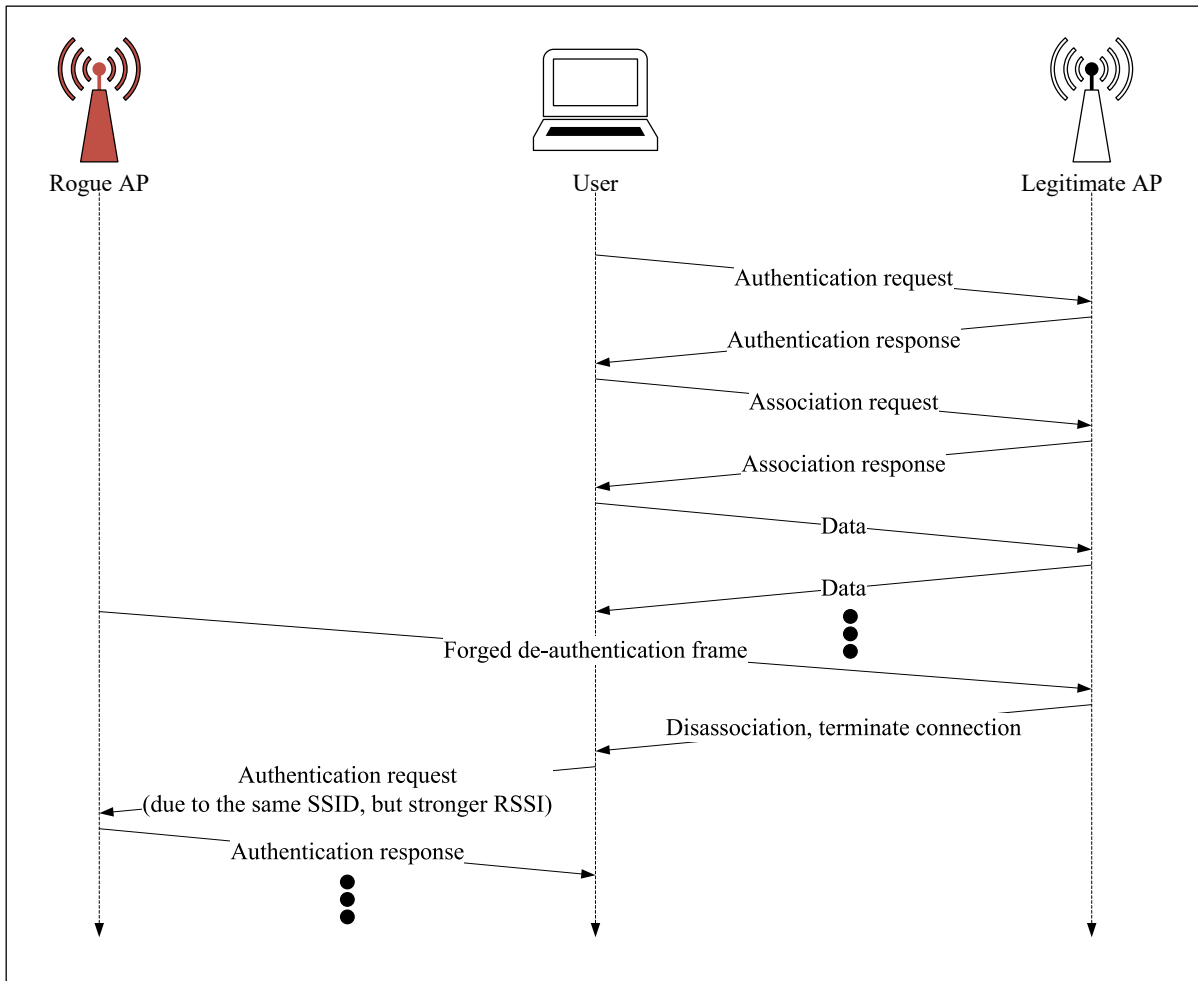 Rogue AP
User
Legitimate AP
Authentication request
Authentication response
Association request
Association response
Data
Data
Forged de-authentication frame
Disassociation, terminate connection
Authentication request
(due to the same SSID, but stronger RSSI)
Authentication response